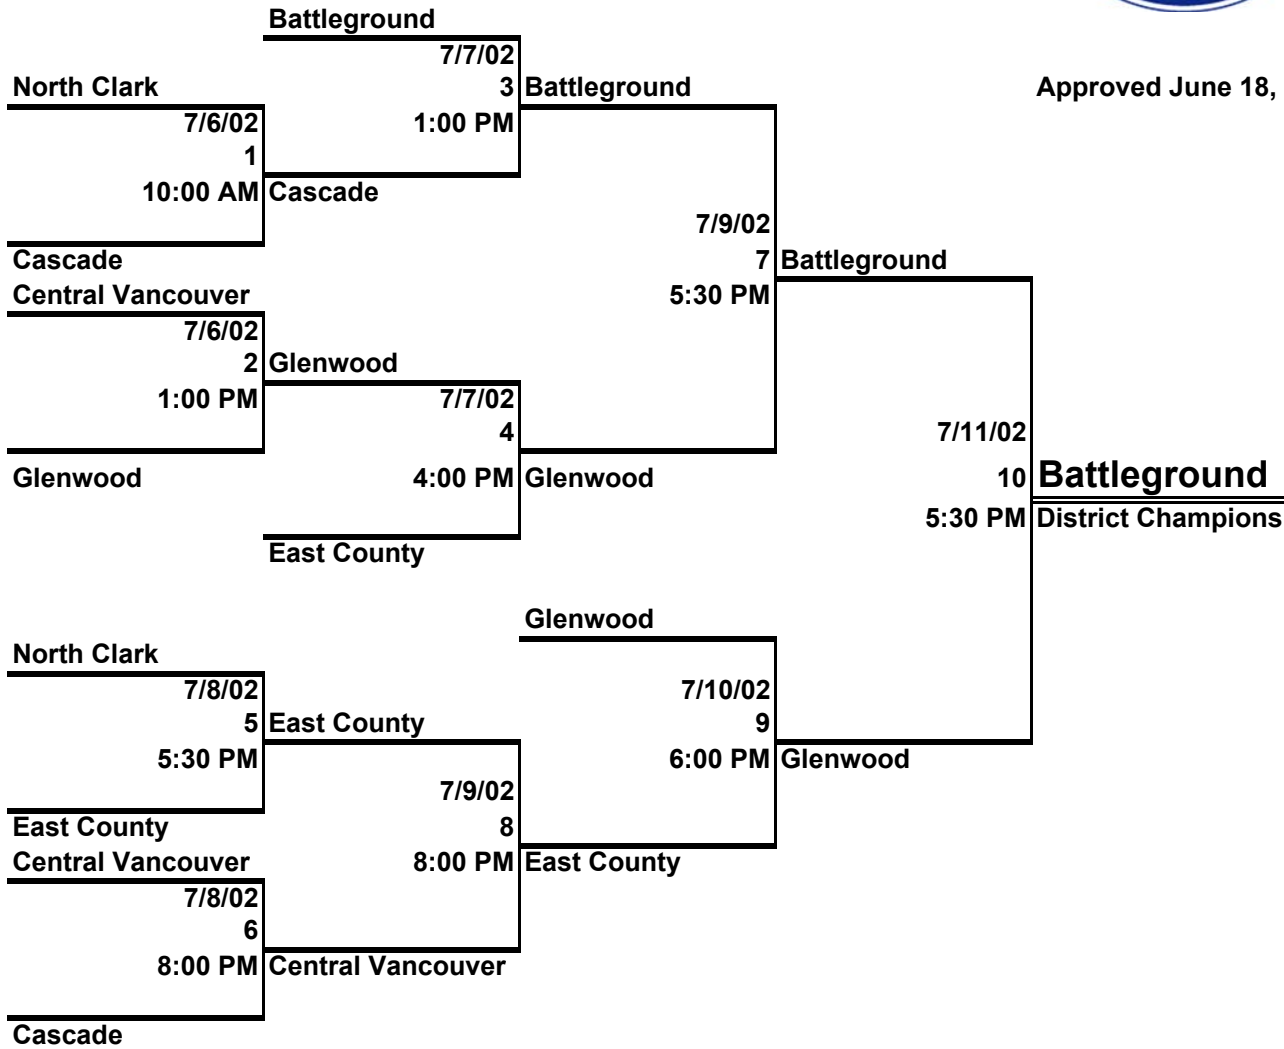 Battleground
7/7/02
North Clark
3 Battleground
Approved June 18,
7/6/02
1:00 PM
1
10:00 AM Cascade
7/9/02
Cascade
7 Battleground
Central Vancouver
5:30 PM
7/6/02
2 Glenwood
1:00 PM
7/7/02
4
7/11/02
Glenwood
4:00 PM Glenwood
10 Battleground
5:30 PM District Champions
East County
Glenwood
North Clark
7/8/02
7/10/02
5 East County
9
5:30 PM
6:00 PM Glenwood
7/9/02
East County
8
Central Vancouver
8:00 PM East County
7/8/02
6
8:00 PM Central Vancouver
Cascade